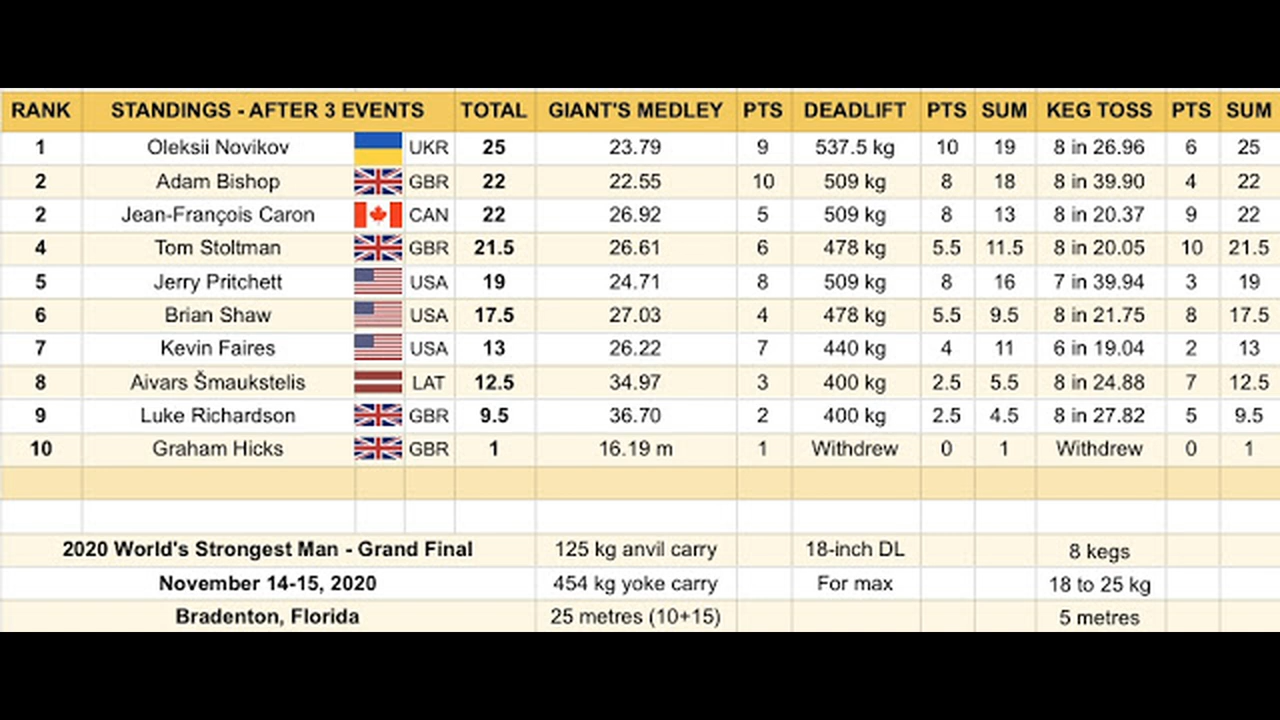 RANK STANDINGS - AFTER 3 EVENTS TOTAL GIANT'S MEDLEY PTS DEADLIFT PTS SUM KEG TOSS PTS SUM
1 Oleksii Novikov UKR 25 23.79 9 537.5 kg 10 19 8 in 26.96 6 25
2 Adam Bishop GBR 22 22.55 10 509 kg 8 18 8 in 39.90 4 22
2 Jean-François Caron CAN 22 26.92 5 509 kg 8 13 8 in 20.37 9 22
4 Tom Stoltman GBR 21.5 26.61 6 478 kg 5.5 11.5 8 in 20.05 10 21.5
5 Jerry Pritchett USA 19 24.71 8 509 kg 8 16 7 in 39.94 3 19
6 Brian Shaw USA 17.5 27.03 4 478 kg 5.5 9.5 8 in 21.75 8 17.5
7 Kevin Faires USA 13 26.22 7 440 kg 4 11 6 in 19.04 2 13
8 Aivars Šmaukstelis LAT 12.5 34.97 3 400 kg 2.5 5.5 8 in 24.88 7 12.5
9 Luke Richardson GBR 9.5 36.70 2 400 kg 2.5 4.5 8 in 27.82 5 9.5
10 Graham Hicks GBR 1 16.19 m 1 Withdrew 0 1 Withdrew 0 1
2020 World's Strongest Man - Grand Final 125 kg anvil carry 18-inch DL 8 kegs
November 14-15, 2020 454 kg yoke carry For max 18 to 25 kg
Bradenton, Florida 25 metres (10+15) 5 metres